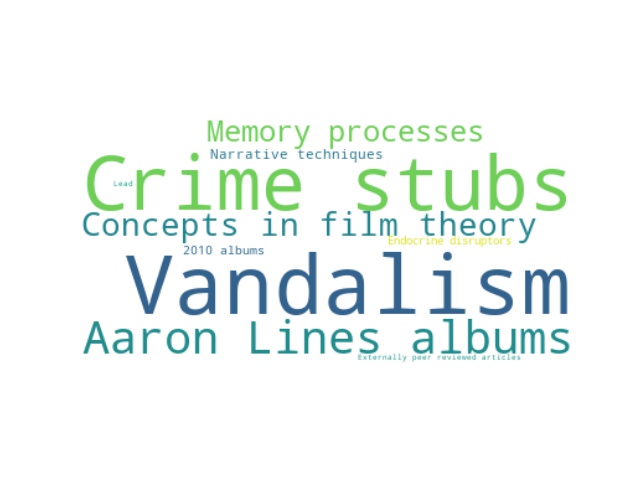 Memory processes
Narrative techniques
Crime stubs
Lead
Concepts in film theory
Endocrine disruptors
2010 albums
Vandalism
Aaron Lines albums
Externally peer reviewed articles